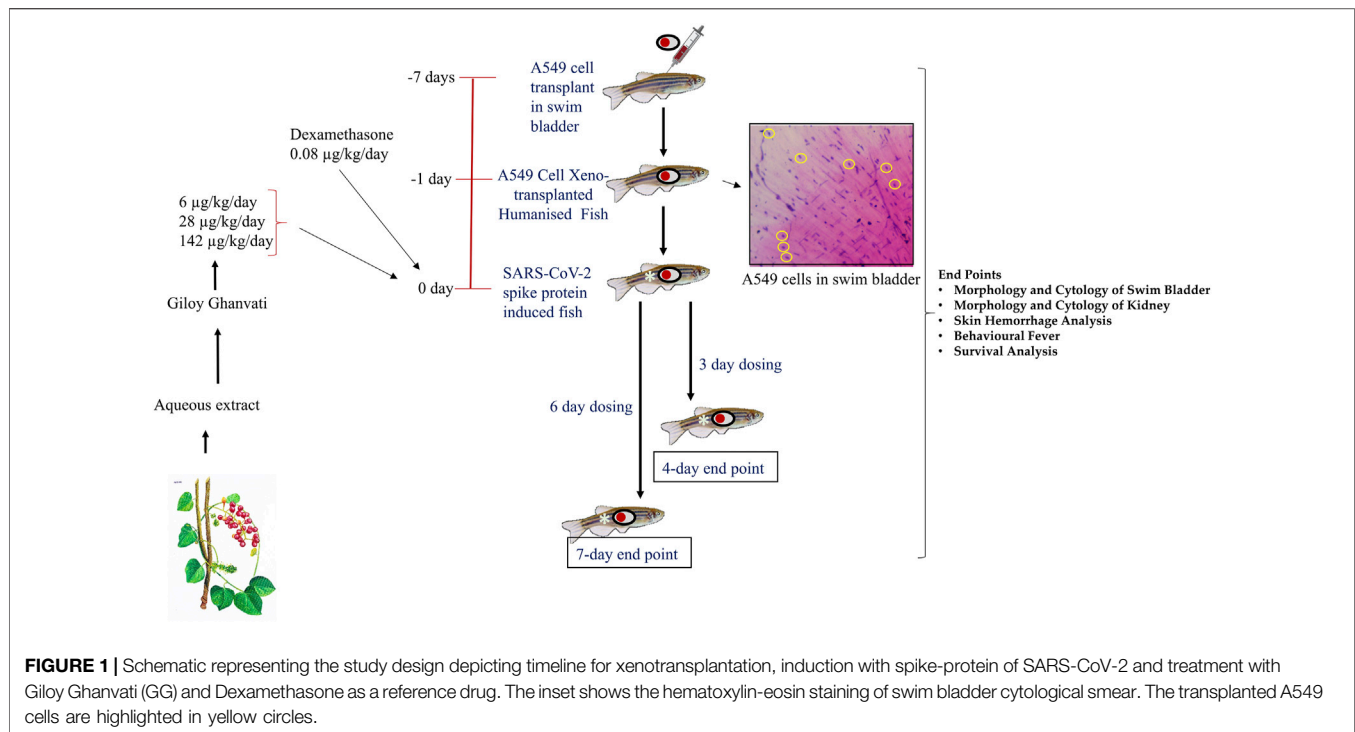 -7 days
A549 cell
transplant
in swim
bladder
Dexamethasone
0.08 µg/kg/day
-1 day
A549 Cell Xeno-
transplanted
Humanised Fish
6 µg/kg/day
28 µg/kg/day
142 µg/kg/day
0 day
SARS-CoV-2
spike protein
induced fish
A549 cells in swim bladder
Giloy Ghanvati
Aqueous extract
3 day dosing
6 day dosing
4-day end point
7-day end point
End Points
• Morphology and Cytology of Swim Bladder
• Morphology and Cytology of Kidney
• Skin Hemorrhage Analysis
• Behavioural Fever
• Survival Analysis
FIGURE 1 | Schematic representing the study design depicting timeline for xenotransplantation, induction with spike-protein of SARS-CoV-2 and treatment with
Giloy Ghanvati (GG) and Dexamethasone as a reference drug. The inset shows the hematoxylin-eosin staining of swim bladder cytological smear. The transplanted A549
cells are highlighted in yellow circles.